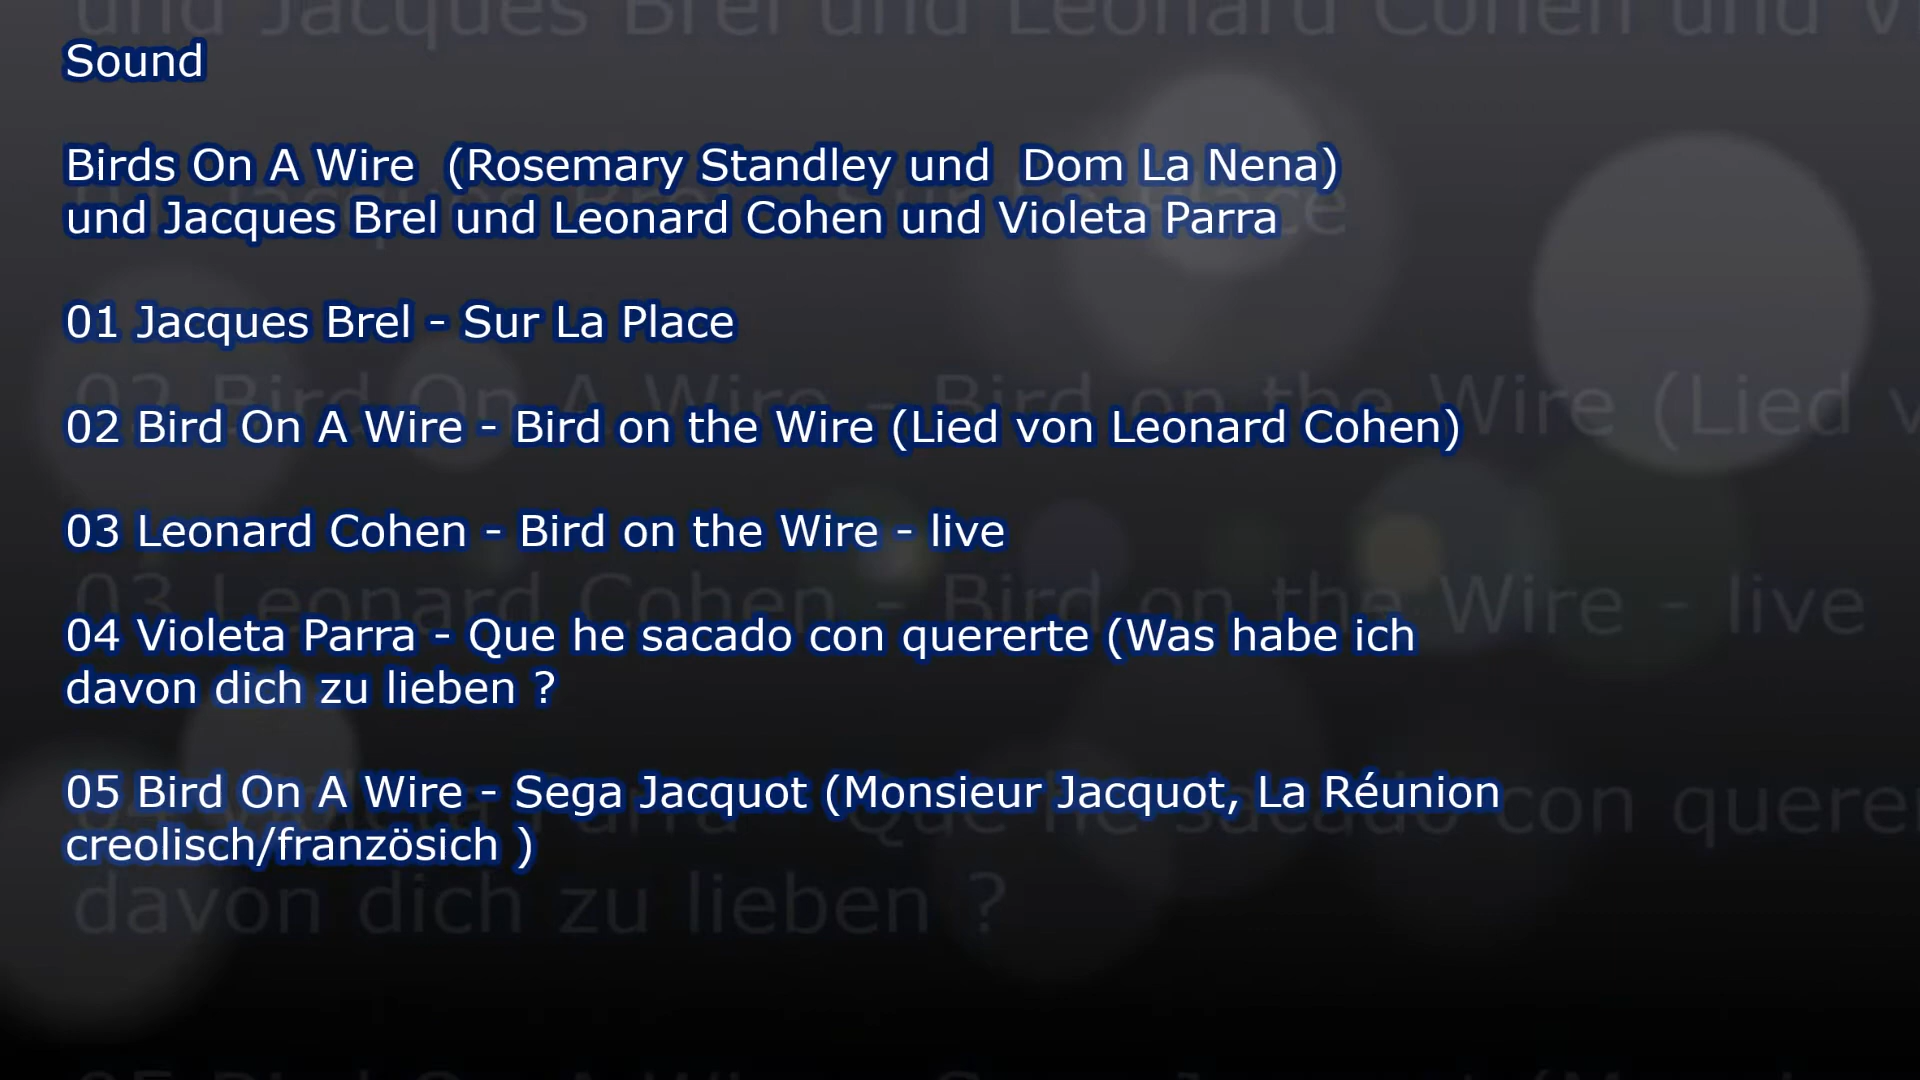 Sound
Birds On A Wire (Rosemary Standley und Dom La Nena)
und Jacques Brel und Leonard Cohen und Violeta Parra
01 Jacques Brel - Sur La Place
02 Bird On A Wire - Bird on the Wire (Lied von Leonard Cohen)
03 Leonard Cohen - Bird on the Wire - live
04 Violeta Parra - Que he sacado con quererte (Was habe ich
davon dich zu lieben ?
05 Bird On A Wire - Sega Jacquot (Monsieur Jacquot, La Réunion
creolisch/französich )